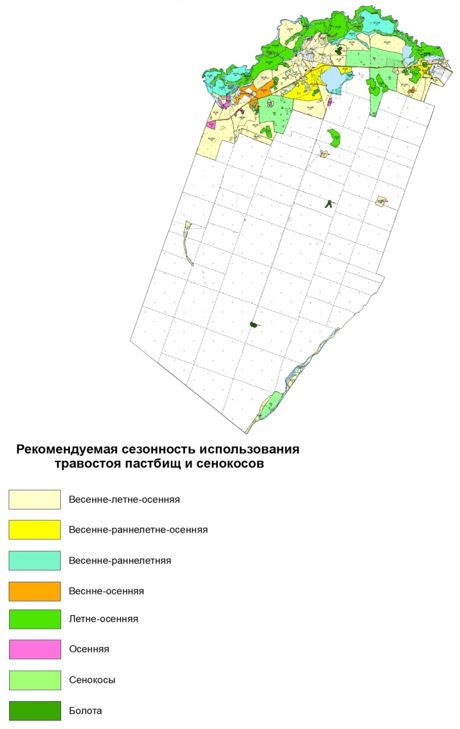 Рекомендуемая сезонность использования
травостоя пастбищ и сенокосов
Весенне-летне-осенняя
Весенне-раннелетне-осенняя
Весенне-раннелетняя
Веснне-осенняя
Летне-осенняя
Осенняя
Сенокосы
Болота